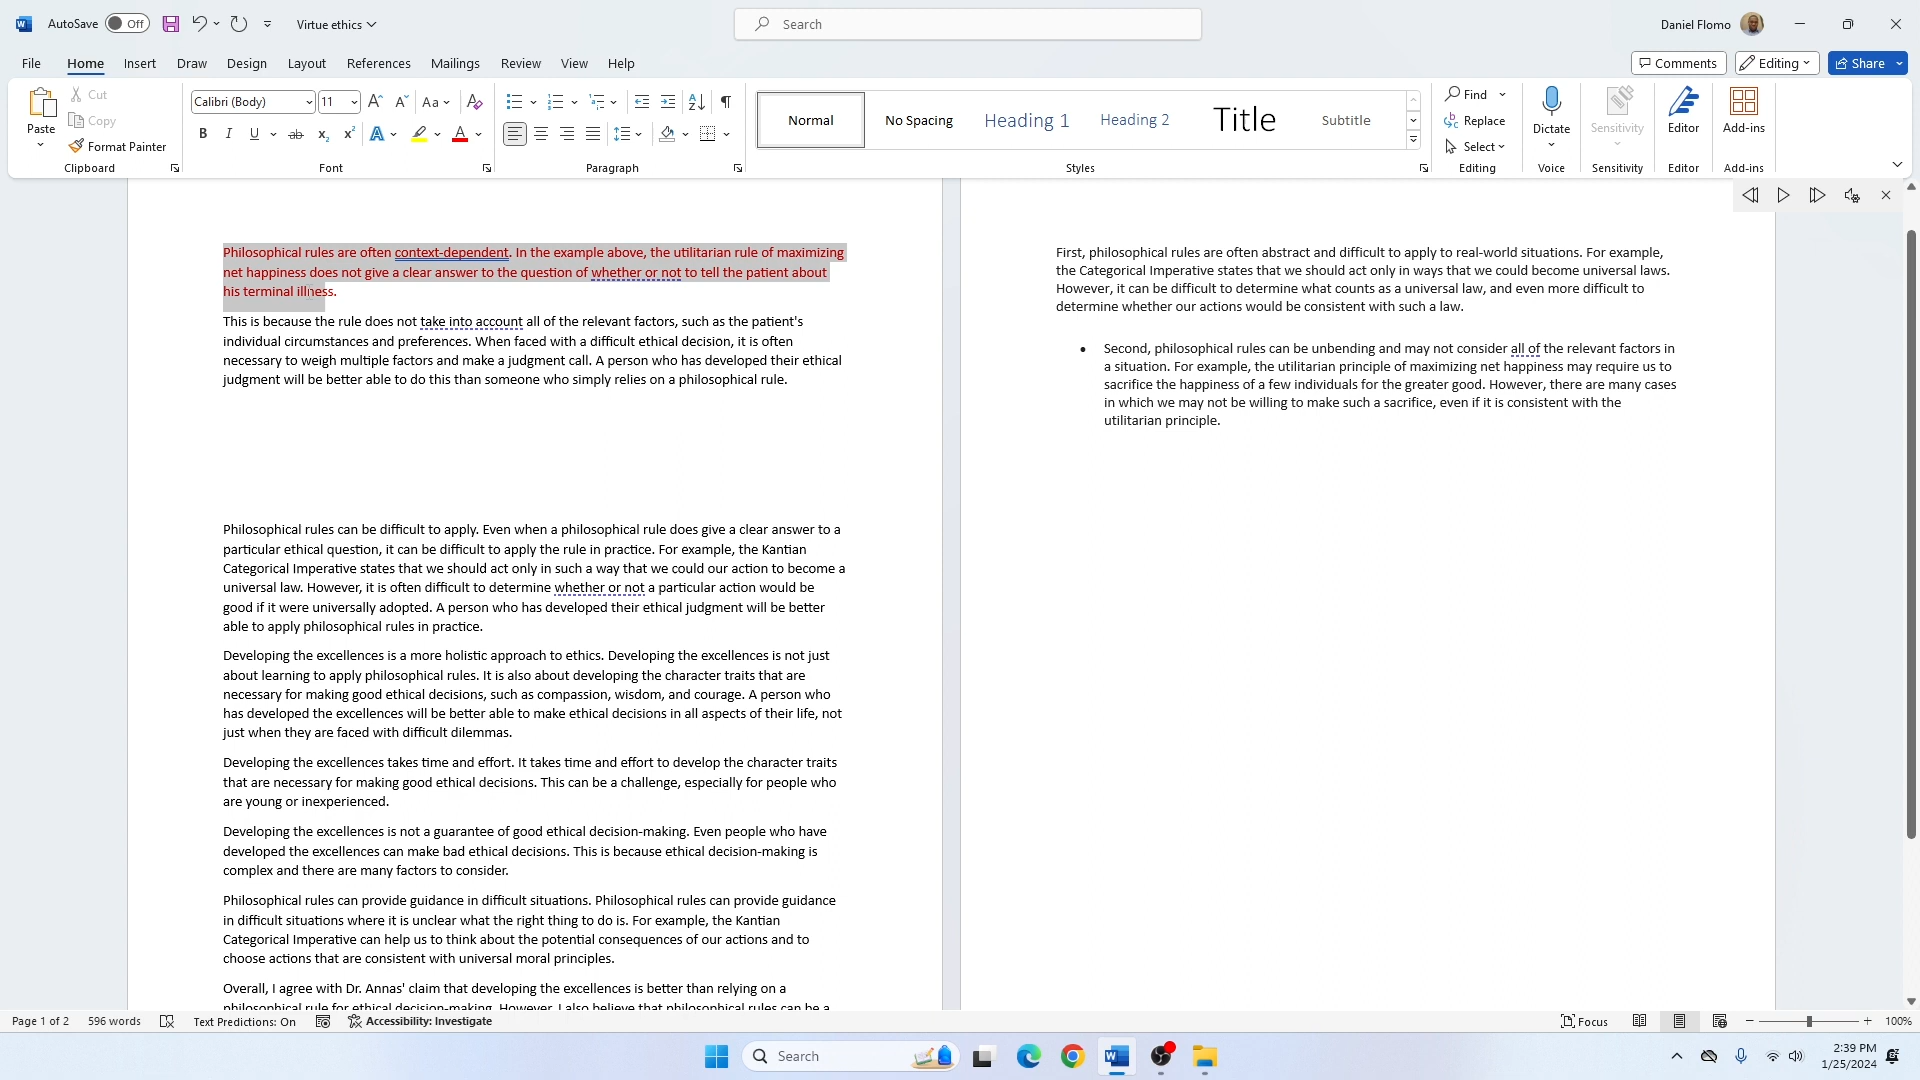 AutoSave Off Virtue ethics Search Daniel Flomo
File Home Insert Draw Design Layout References Mailings Review View Help Comments Editing Share
Paste Cut Copy Format Painter
Clipboard
Calibri (Body) 11 Aa
B I U ab x₂ x² A A
Font
Paragraph
Normal No Spacing Heading 1 Heading 2 Title Subtitle
Styles
Find Replace Select
Editing
Dictate
Voice
Sensitivity
Sensitivity
Editor
Editor
Add-ins
Add-ins
Philosophical rules are often context-dependent. In the example above, the utilitarian rule of maximizing
net happiness does not give a clear answer to the question of whether or not to tell the patient about
his terminal illness.
This is because the rule does not take into account all of the relevant factors, such as the patient's
individual circumstances and preferences. When faced with a difficult ethical decision, it is often
necessary to weigh multiple factors and make a judgment call. A person who has developed their ethical
judgment will be better able to do this than someone who simply relies on a philosophical rule.
Philosophical rules can be difficult to apply. Even when a philosophical rule does give a clear answer to a
particular ethical question, it can be difficult to apply the rule in practice. For example, the Kantian
Categorical Imperative states that we should act only in such a way that we could our action to become a
universal law. However, it is often difficult to determine whether or not a particular action would be
good if it were universally adopted. A person who has developed their ethical judgment will be better
able to apply philosophical rules in practice.
Developing the excellences is a more holistic approach to ethics. Developing the excellences is not just
about learning to apply philosophical rules. It is also about developing the character traits that are
necessary for making good ethical decisions, such as compassion, wisdom, and courage. A person who
has developed the excellences will be better able to make ethical decisions in all aspects of their life, not
just when they are faced with difficult dilemmas.
Developing the excellences takes time and effort. It takes time and effort to develop the character traits
that are necessary for making good ethical decisions. This can be a challenge, especially for people who
are young or inexperienced.
Developing the excellences is not a guarantee of good ethical decision-making. Even people who have
developed the excellences can make bad ethical decisions. This is because ethical decision-making is
complex and there are many factors to consider.
Philosophical rules can provide guidance in difficult situations. Philosophical rules can provide guidance
in difficult situations where it is unclear what the right thing to do is. For example, the Kantian
Categorical Imperative can help us to think about the potential consequences of our actions and to
choose actions that are consistent with universal moral principles.
Overall, I agree with Dr. Annas' claim that developing the excellences is better than relying on a
philosophical rule for ethical decision-making. However, I also believe that philosophical rules can be a
First, philosophical rules are often abstract and difficult to apply to real-world situations. For example,
the Categorical Imperative states that we should act only in ways that we could become universal laws.
However, it can be difficult to determine what counts as a universal law, and even more difficult to
determine whether our actions would be consistent with such a law.
• Second, philosophical rules can be unbending and may not consider all of the relevant factors in
a situation. For example, the utilitarian principle of maximizing net happiness may require us to
sacrifice the happiness of a few individuals for the greater good. However, there are many cases
in which we may not be willing to make such a sacrifice, even if it is consistent with the
utilitarian principle.
Page 1 of 2 596 words Text Predictions: On Accessibility: Investigate Focus 100%
Search
2:39 PM
1/25/2024